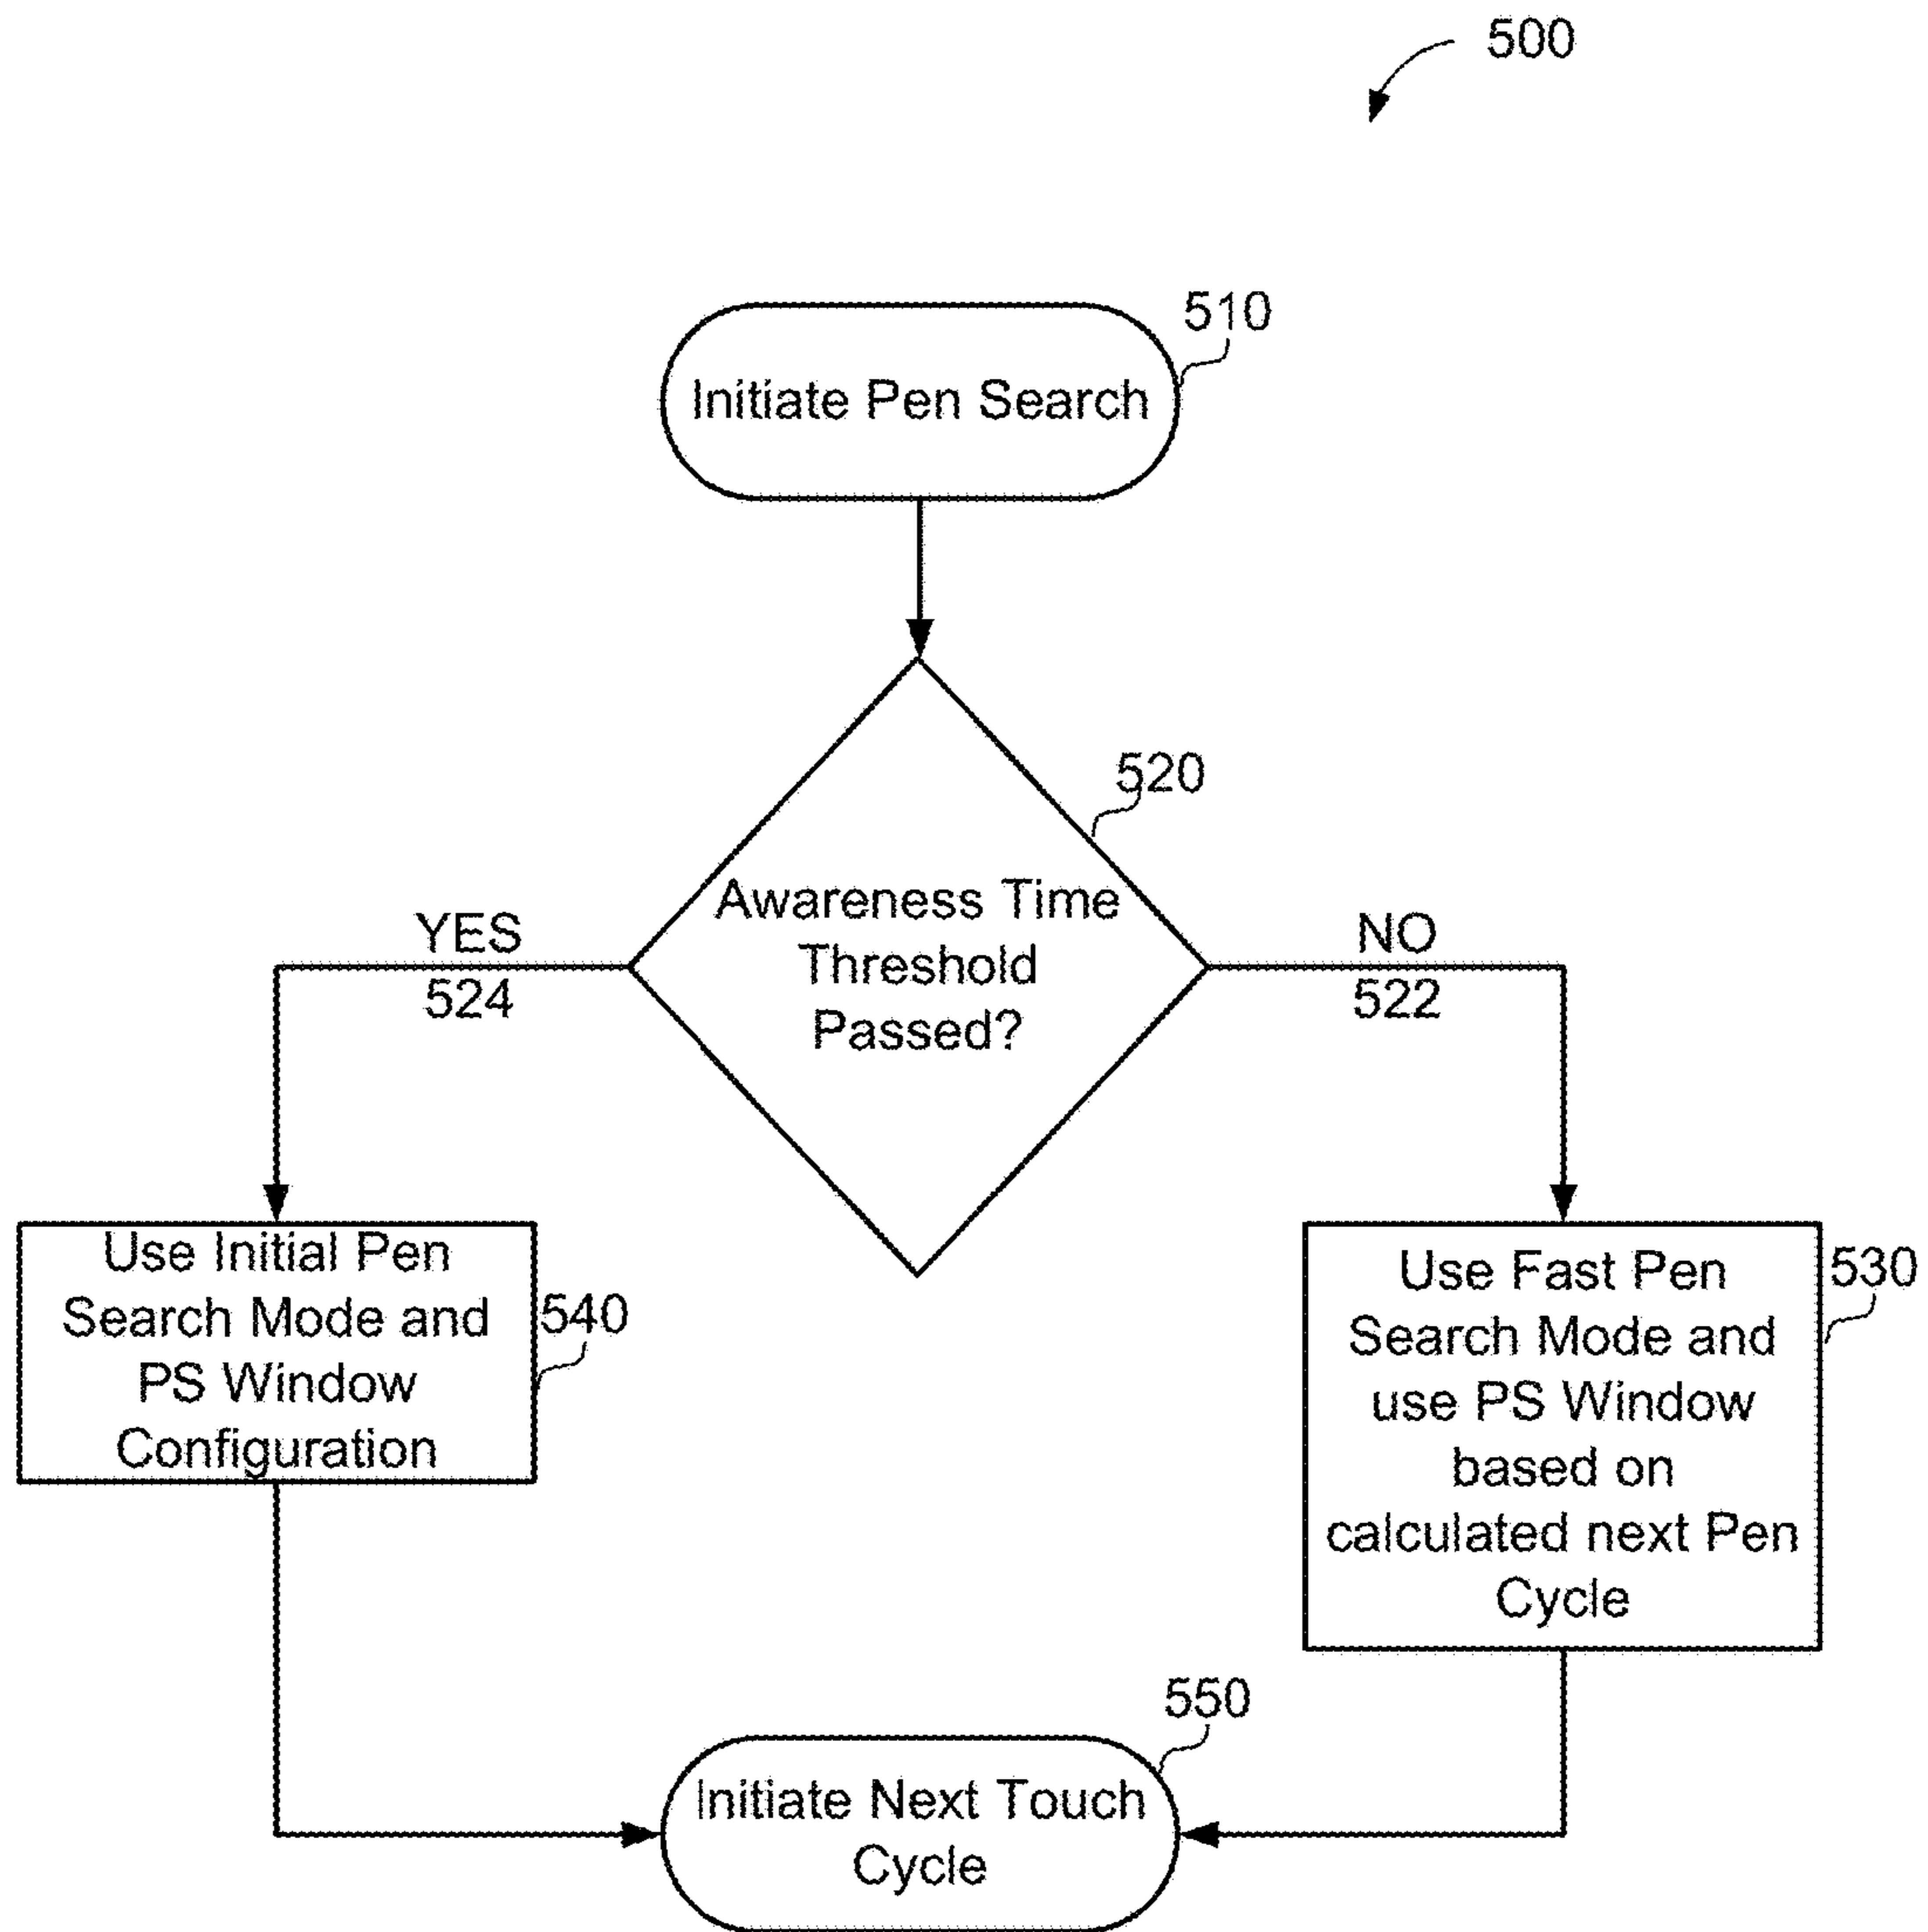 500
510
Initiate Pen Search
520
Awareness Time
Threshold
Passed?
YES
524
NO
522
Use Initial Pen
Search Mode and
PS Window
Configuration
540
Use Fast Pen
Search Mode and
use PS Window
based on
calculated next Pen
Cycle
530
550
Initiate Next Touch
Cycle